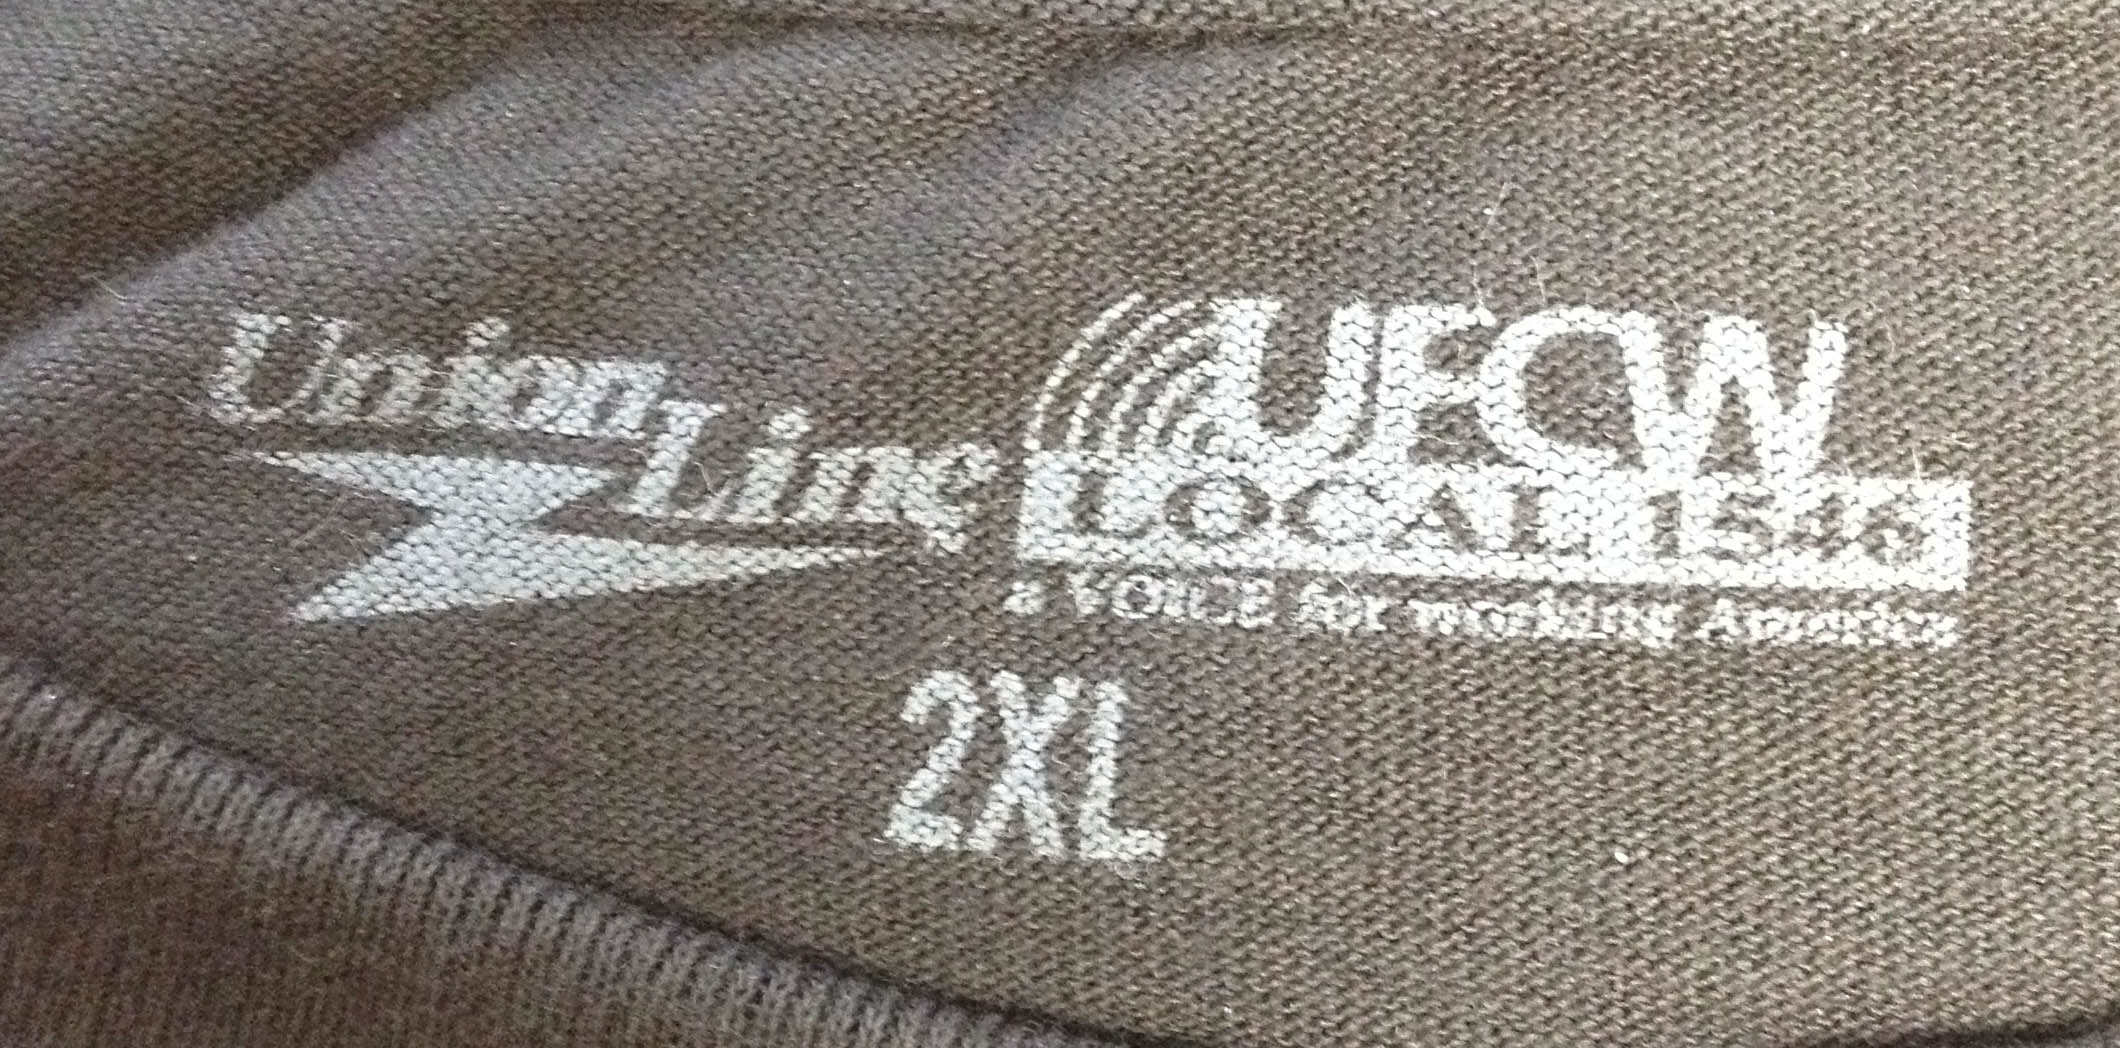 Union
Line
UFCW
LOCAL
a VOICE for working America
2XL